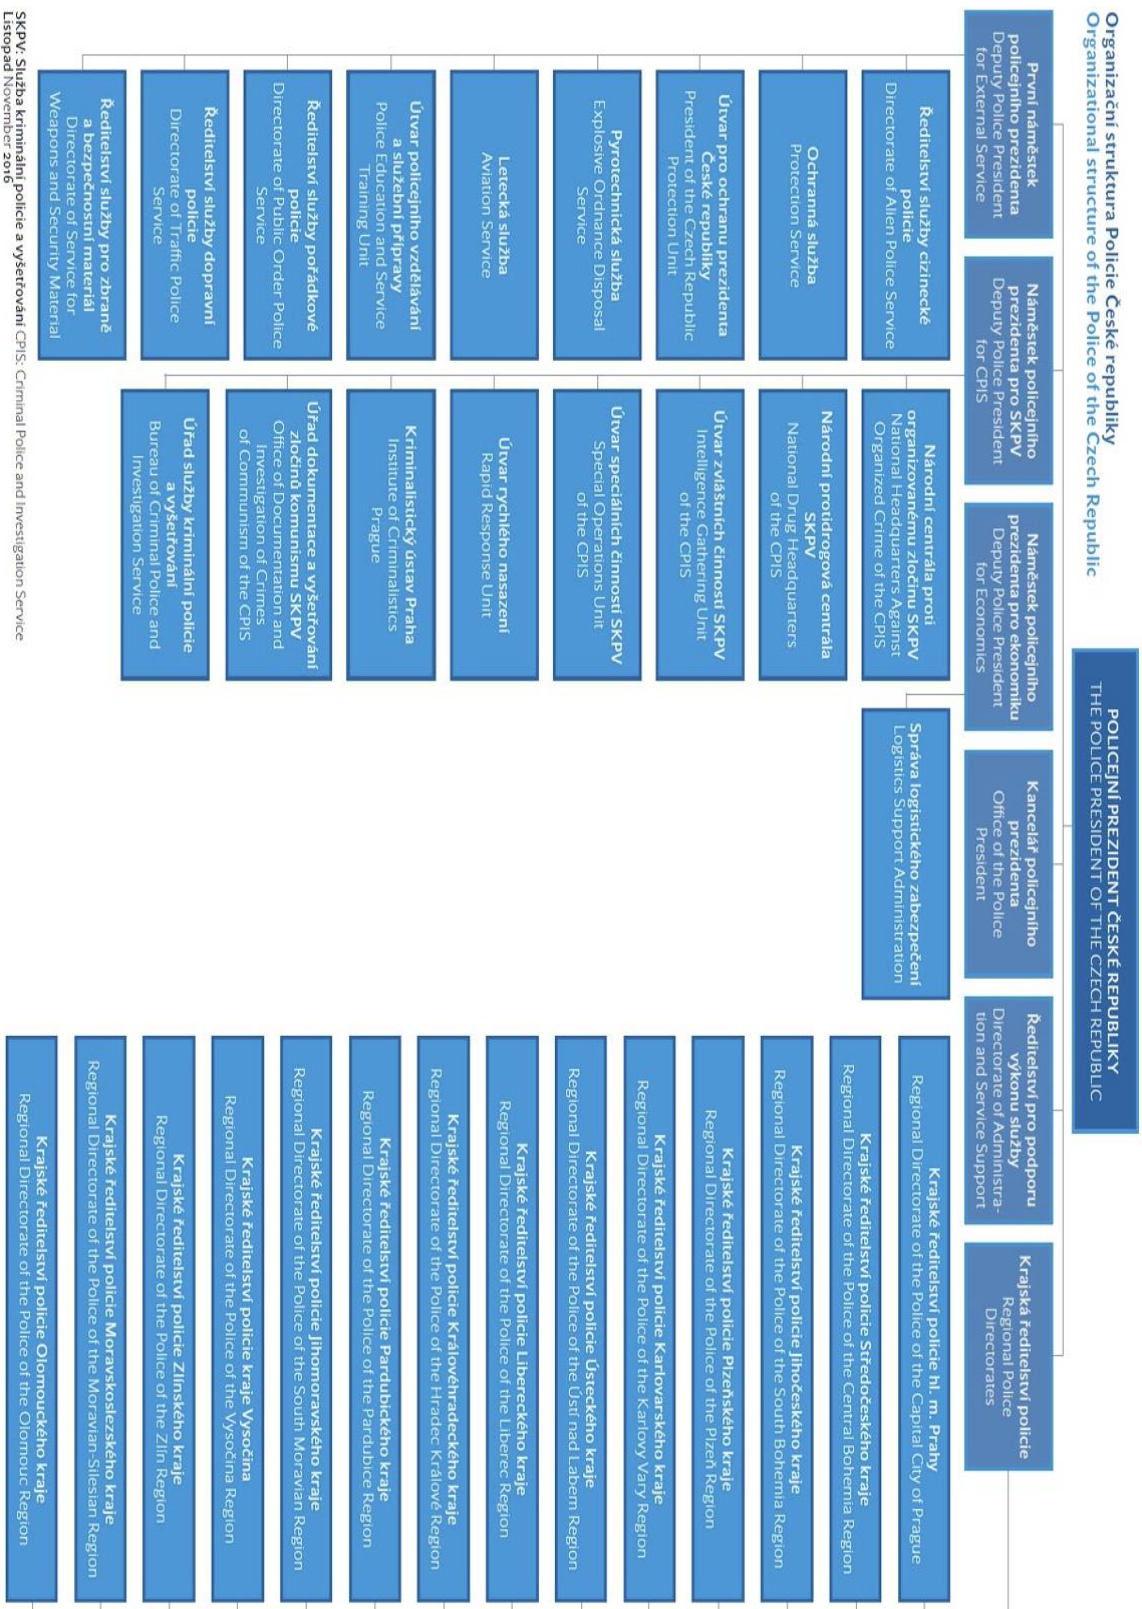 Organizační struktura Policie České republiky
Organizational structure of the Police of the Czech Republic
POLICEJNÍ PREZIDENT ČESKÉ REPUBLIKY
THE POLICE PRESIDENT OF THE CZECH REPUBLIC
První náměstek
policejního prezidenta
Deputy Police President
for External Service
Náměstek policejního
prezidenta pro SKPV
Deputy Police President
for CPIS
Náměstek policejního
prezidenta pro ekonomiku
Deputy Police President
for Economics
Kancelář policejního
prezidenta
Office of the Police
President
Ředitelství pro podporu
výkonu služby
Directorate of Administra-
tion and Service Support
Krajská ředitelství policie
Regional Police
Directorates
Ředitelství služby cizinecké
policie
Directorate of Alien Police Service
Ochranná služba
Protection Service
Útvar pro ochranu prezidenta
České republiky
President of the Czech Republic
Protection Unit
Pyrotechnická služba
Explosive Ordnance Disposal
Service
Letecká služba
Aviation Service
Útvar policejního vzdělávání
a služební přípravy
Police Education and Service
Training Unit
Ředitelství služby pořádkové
policie
Directorate of Public Order Police
Service
Ředitelství služby dopravní
policie
Directorate of Traffic Police
Service
Ředitelství služby pro zbraně
a bezpečnostní materiál
Directorate of Service for
Weapons and Security Material
Národní centrála proti
organizovanému zločinu SKPV
National Headquarters Against
Organized Crime of the CPIS
Národní protidrogová centrála
SKPV
National Drug Headquarters
of the CPIS
Útvar zvláštních činností SKPV
Intelligence Gathering Unit
of the CPIS
Útvar speciálních činností SKPV
Special Operations Unit
of the CPIS
Útvar rychlého nasazení
Rapid Response Unit
Kriminalistický ústav Praha
Institute of Criminalistics
Prague
Úřad dokumentace a vyšetřování
zločinů komunismu SKPV
Office of Documentation and
Investigation of Crimes
of Communism of the CPIS
Úřad služby kriminální policie
a vyšetřování
Bureau of Criminal Police and
Investigation Service
Správa logistického zabezpečení
Logistics Support Administration
Krajské ředitelství policie hl. m. Prahy
Regional Directorate of the Police of the Capital City of Prague
Krajské ředitelství policie Středočeského kraje
Regional Directorate of the Police of the Central Bohemia Region
Krajské ředitelství policie Jihočeského kraje
Regional Directorate of the Police of the South Bohemia Region
Krajské ředitelství policie Plzeňského kraje
Regional Directorate of the Police of the Plzeň Region
Krajské ředitelství policie Karlovarského kraje
Regional Directorate of the Police of the Karlovy Vary Region
Krajské ředitelství policie Ústeckého kraje
Regional Directorate of the Police of the Ústí nad Labem Region
Krajské ředitelství policie Libereckého kraje
Regional Directorate of the Police of the Liberec Region
Krajské ředitelství policie Královéhradeckého kraje
Regional Directorate of the Police of the Hradec Králové Region
Krajské ředitelství policie Pardubického kraje
Regional Directorate of the Police of the Pardubice Region
Krajské ředitelství policie Jihomoravského kraje
Regional Directorate of the Police of the South Moravian Region
Krajské ředitelství policie kraje Vysočina
Regional Directorate of the Police of the Vysočina Region
Krajské ředitelství policie Zlínského kraje
Regional Directorate of the Police of the Zlín Region
Krajské ředitelství policie Moravskoslezského kraje
Regional Directorate of the Police of the Moravian-Silesian Region
Krajské ředitelství policie Olomouckého kraje
Regional Directorate of the Police of the Olomouc Region
SKPV: Služba kriminální policie a vyšetřování CPIS: Criminal Police and Investigation Service
Listopad November 2016